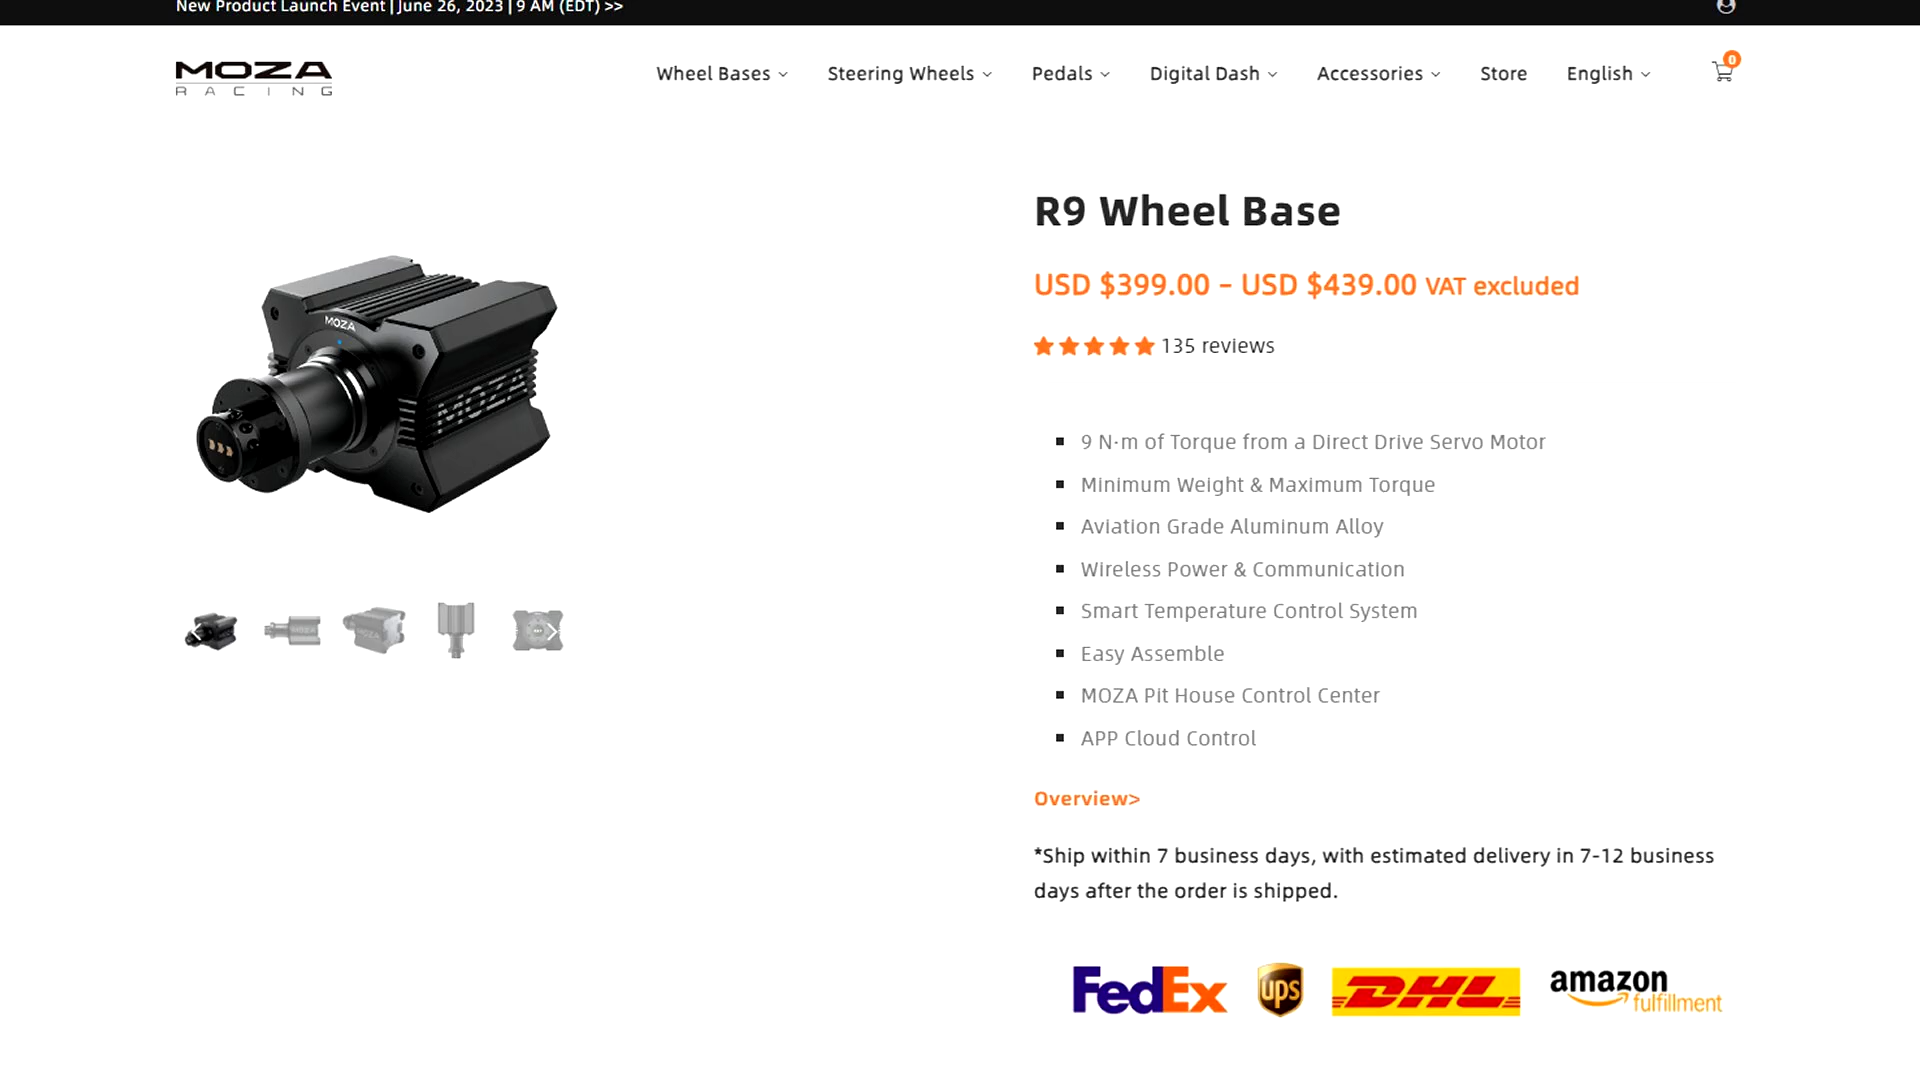 New Product Launch Event | June 26, 2023 | 9 AM (EDT) >>
MOZA
RACING
Wheel Bases
Steering Wheels
Pedals
Digital Dash
Accessories
Store
English
0
R9 Wheel Base
USD $399.00 – USD $439.00 VAT excluded
135 reviews
MOZA
9 N·m of Torque from a Direct Drive Servo Motor
Minimum Weight & Maximum Torque
Aviation Grade Aluminum Alloy
Wireless Power & Communication
Smart Temperature Control System
Easy Assemble
MOZA Pit House Control Center
APP Cloud Control
Overview>
*Ship within 7 business days, with estimated delivery in 7-12 business
days after the order is shipped.
FedEx
ups
DHL
amazon
fulfillment